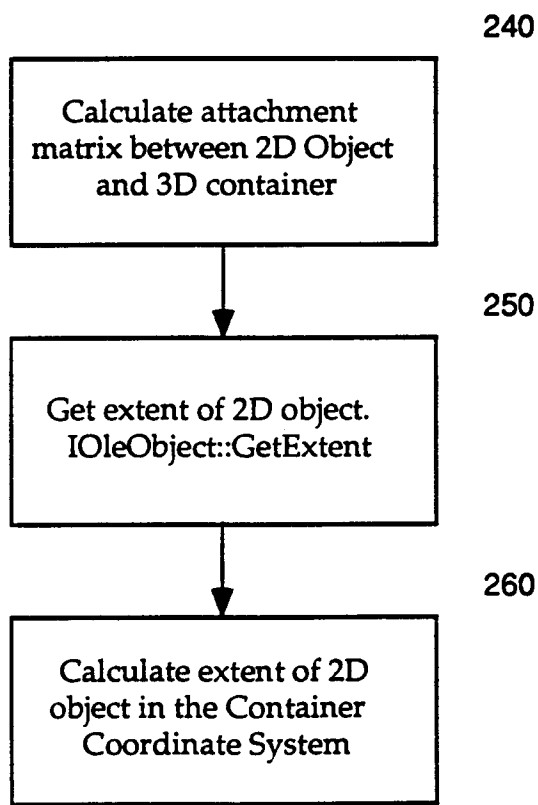 240
Calculate attachment
matrix between 2D Object
and 3D container
250
Get extent of 2D object.
IOleObject::GetExtent
260
Calculate extent of 2D
object in the Container
Coordinate System